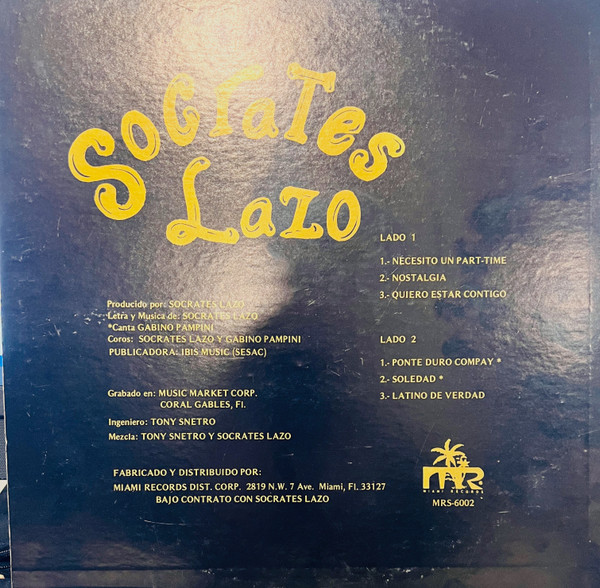 SOCraTes
Lazo
Producido por: SOCRATES LAZO
Letra y Musica de: SOCRATES LAZO
*Canta GABINO PAMPINI
Coros: SOCRATES LAZO Y GABINO PAMPINI
PUBLICADORA: IBIS MUSIC (SESAC)
Grabado en: MUSIC MARKET CORP.
CORAL GABLES, Fl.
Ingeniero: TONY SNETRO
Mezcla: TONY SNETRO Y SOCRATES LAZO
FABRICADO Y DISTRIBUIDO POR:
MIAMI RECORDS DIST. CORP. 2819 N.W. 7 Ave. Miami, Fl. 33127
BAJO CONTRATO CON SOCRATES LAZO
LADO 1
1.- NECESITO UN PART-TIME
2.- NOSTALGIA
3.- QUIERO ESTAR CONTIGO
LADO 2
1.- PONTE DURO COMPAY *
2.- SOLEDAD *
3.- LATINO DE VERDAD
MR
MIAMI RECORDS
MRS-6002